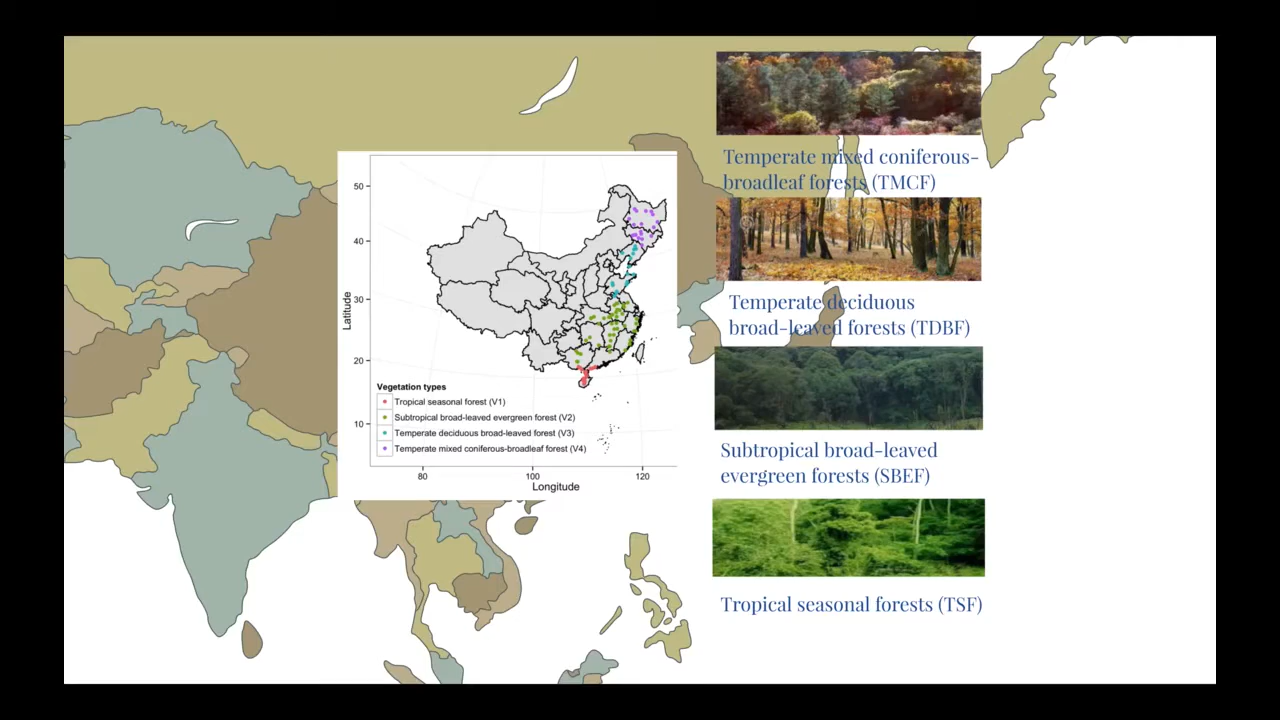 50
40
30
20
10
Latitude
Vegetation types
Tropical seasonal forest (V1)
Subtropical broad-leaved evergreen forest (V2)
Temperate deciduous broad-leaved forest (V3)
Temperate mixed coniferous-broadleaf forest (V4)
80
100
120
Longitude
Temperate mixed coniferous-
broadleaf forests (TMCF)
Temperate deciduous
broad-leaved forests (TDBF)
Subtropical broad-leaved
evergreen forests (SBEF)
Tropical seasonal forests (TSF)